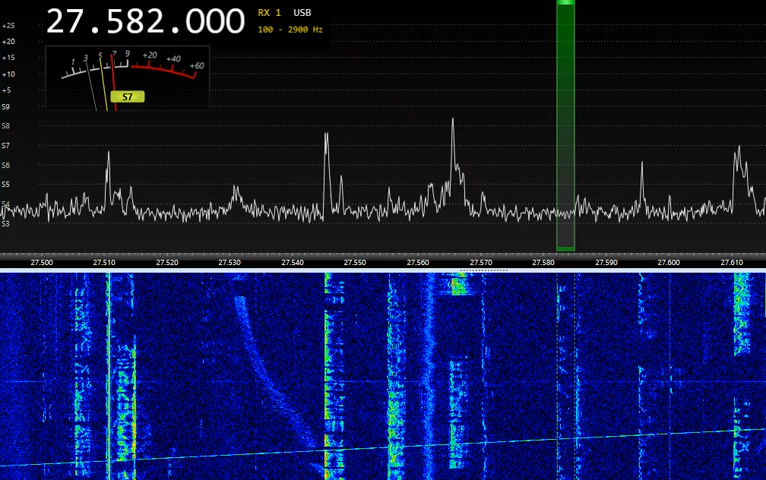 27.582.000
RX 1 USB
100 - 2900 Hz
1 3 5 7 9 +20 +40 +60
S7
+25
+20
+15
+10
+5
S9
S8
S7
S6
S5
S4
S3
27.500 27.510 27.520 27.530 27.540 27.550 27.560 27.570 27.580 27.590 27.600 27.610